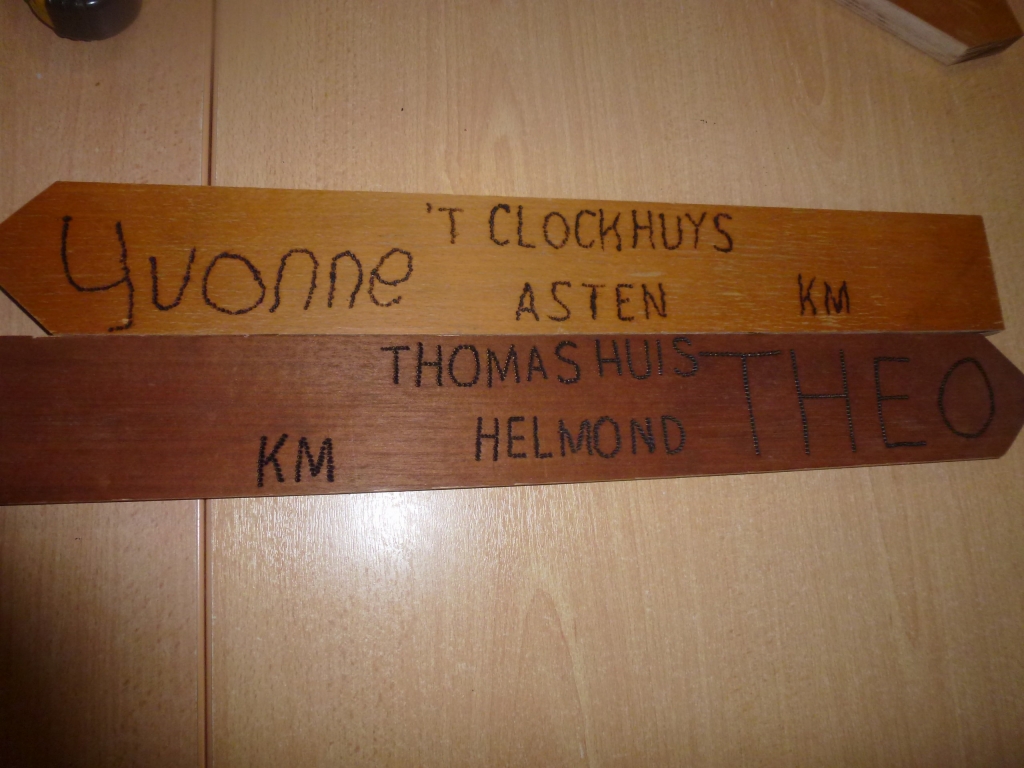 Yvonne 'T CLOCKHUYS
ASTEN KM
THOMASHUIS THEO
KM HELMOND